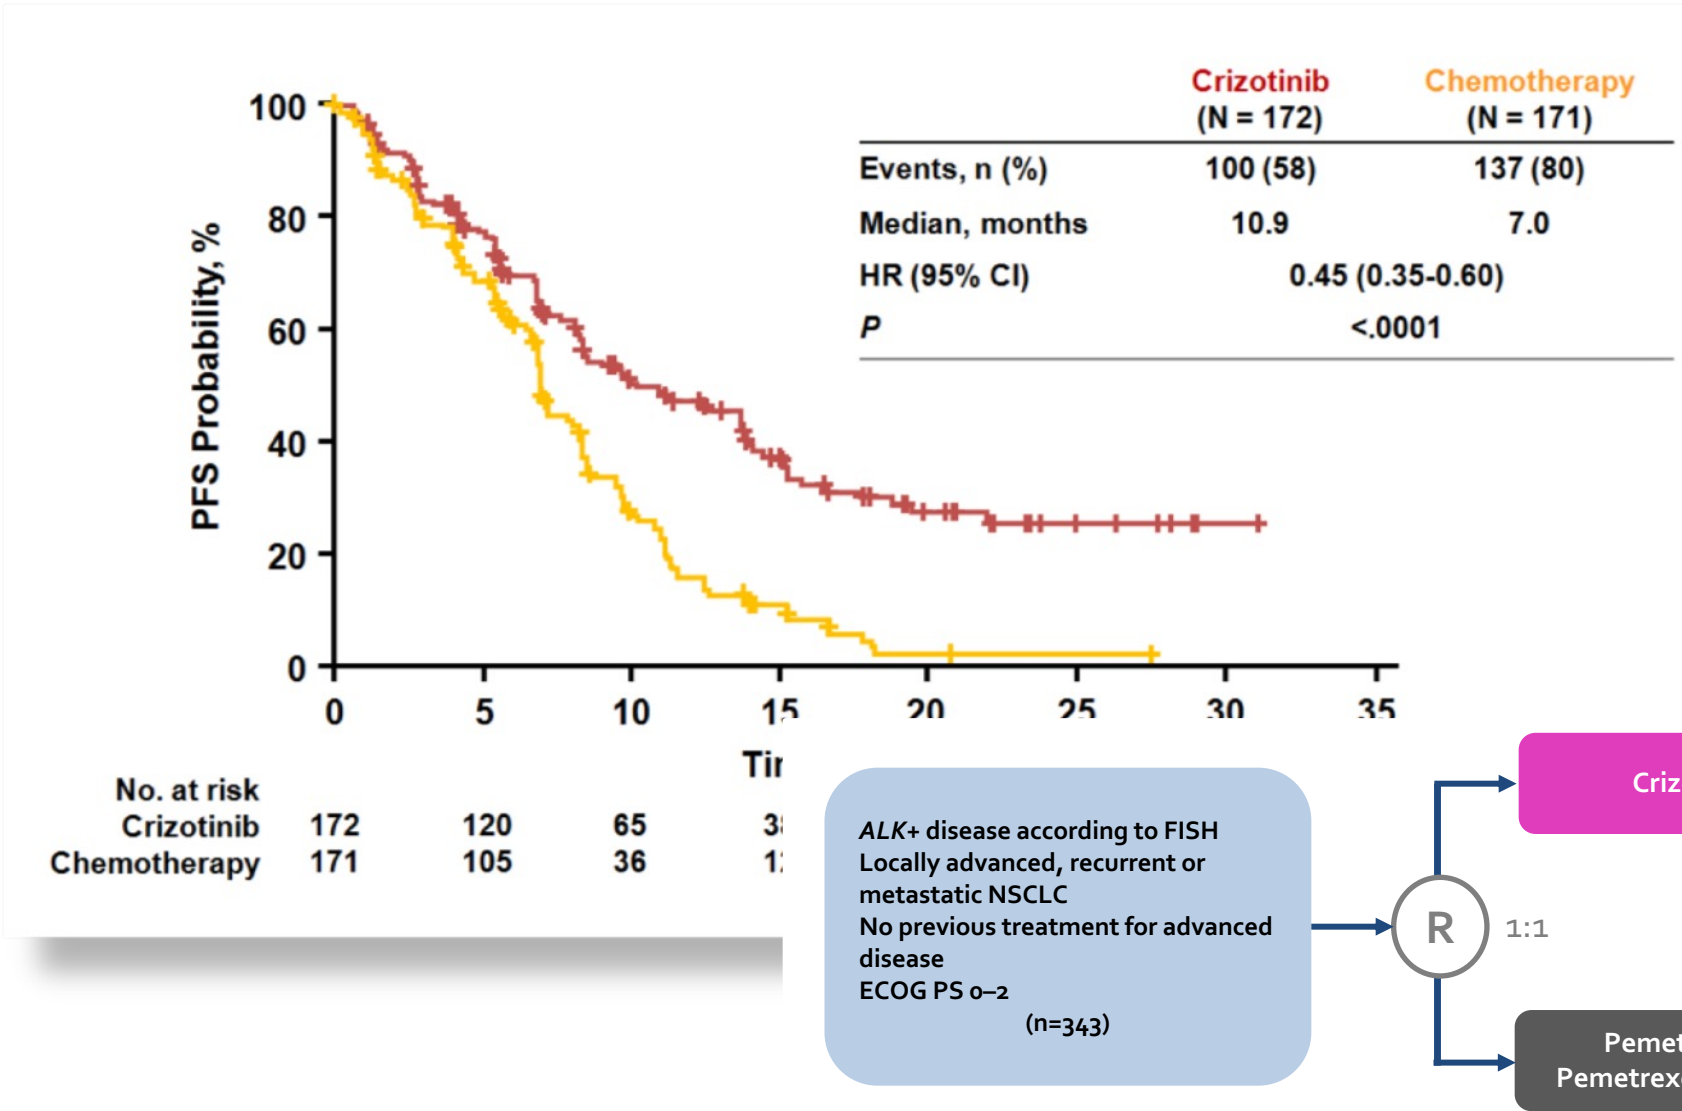 Crizotinib Chemotherapy
(N = 172) (N = 171)
Events, n (%) 100 (58) 137 (80)
Median, months 10.9 7.0
HR (95% CI) 0.45 (0.35-0.60)
P <.0001
PFS Probability, %
100
80
60
40
20
0
0 5 10 15 20 25 30 35
No. at risk
Crizotinib 172 120 65
Chemotherapy 171 105 36
ALK+ disease according to FISH
Locally advanced, recurrent or
metastatic NSCLC
No previous treatment for advanced
disease
ECOG PS 0–2
(n=343)
R 1:1
Criz
Pemet
Pemetrex